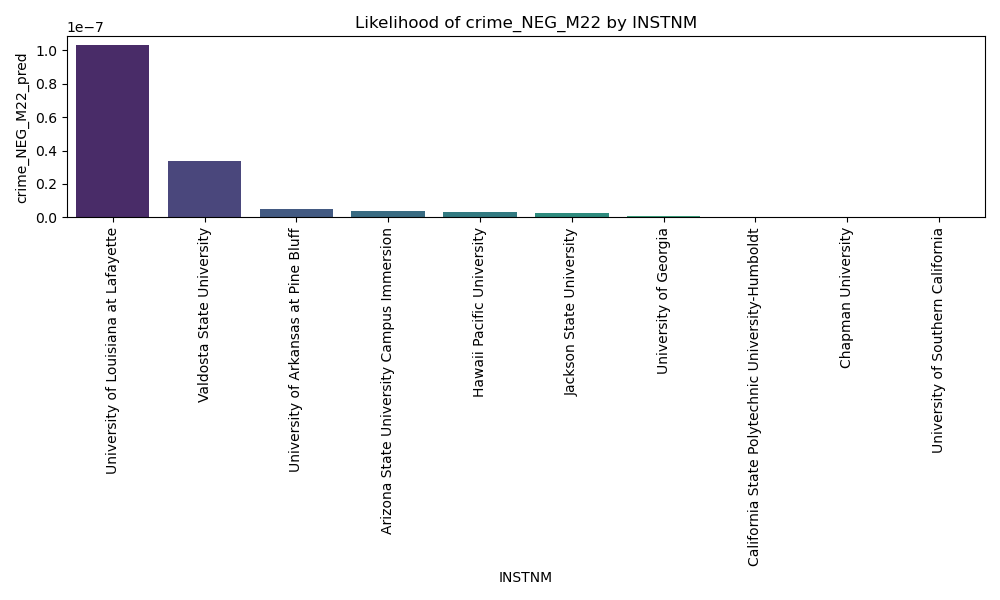 Likelihood of crime_NEG_M22 by INSTNM
1e−7
crime_NEG_M22_pred
1.0
0.8
0.6
0.4
0.2
0.0
University of Louisiana at Lafayette
Valdosta State University
University of Arkansas at Pine Bluff
Arizona State University Campus Immersion
Hawaii Pacific University
Jackson State University
University of Georgia
California State Polytechnic University-Humboldt
Chapman University
University of Southern California
INSTNM